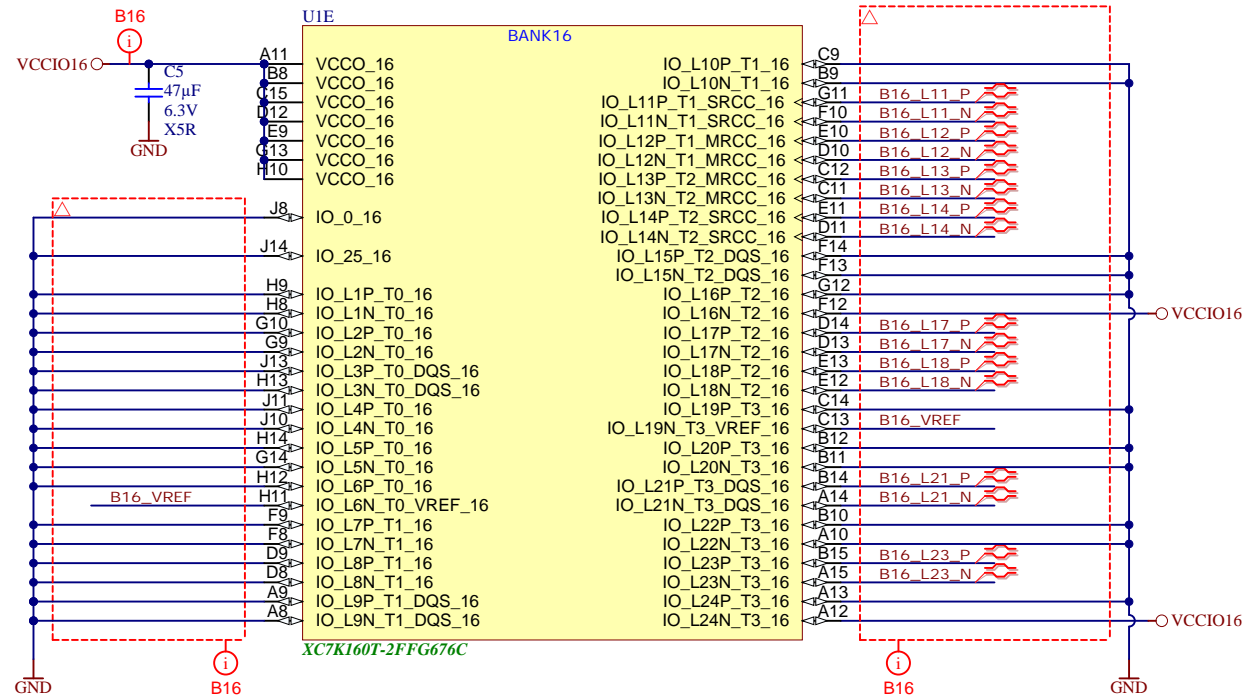 B16
U1E
BANK16
VCCIO16
C5
47µF
6.3V
X5R
GND
A11 VCCO_16
B8 VCCO_16
C15 VCCO_16
D12 VCCO_16
E9 VCCO_16
G13 VCCO_16
H10 VCCO_16
J8 IO_0_16
J14 IO_25_16
H9 IO_L1P_T0_16
H8 IO_L1N_T0_16
G10 IO_L2P_T0_16
G9 IO_L2N_T0_16
J13 IO_L3P_T0_DQS_16
H13 IO_L3N_T0_DQS_16
J11 IO_L4P_T0_16
J10 IO_L4N_T0_16
H14 IO_L5P_T0_16
G14 IO_L5N_T0_16
H12 IO_L6P_T0_16
B16_VREF H11 IO_L6N_T0_VREF_16
F9 IO_L7P_T1_16
F8 IO_L7N_T1_16
D9 IO_L8P_T1_16
D8 IO_L8N_T1_16
A9 IO_L9P_T1_DQS_16
A8 IO_L9N_T1_DQS_16
IO_L10P_T1_16 C9
IO_L10N_T1_16 B9
IO_L11P_T1_SRCC_16 G11 B16_L11_P
IO_L11N_T1_SRCC_16 F10 B16_L11_N
IO_L12P_T1_MRCC_16 E10 B16_L12_P
IO_L12N_T1_MRCC_16 D10 B16_L12_N
IO_L13P_T2_MRCC_16 C12 B16_L13_P
IO_L13N_T2_MRCC_16 C11 B16_L13_N
IO_L14P_T2_SRCC_16 E11 B16_L14_P
IO_L14N_T2_SRCC_16 D11 B16_L14_N
IO_L15P_T2_DQS_16 F14
IO_L15N_T2_DQS_16 F13
IO_L16P_T2_16 G12
IO_L16N_T2_16 F12 VCCIO16
IO_L17P_T2_16 D14 B16_L17_P
IO_L17N_T2_16 D13 B16_L17_N
IO_L18P_T2_16 E13 B16_L18_P
IO_L18N_T2_16 E12 B16_L18_N
IO_L19P_T3_16 C14
IO_L19N_T3_VREF_16 C13 B16_VREF
IO_L20P_T3_16 B12
IO_L20N_T3_16 B11
IO_L21P_T3_DQS_16 B14 B16_L21_P
IO_L21N_T3_DQS_16 A14 B16_L21_N
IO_L22P_T3_16 B10
IO_L22N_T3_16 A10
IO_L23P_T3_16 B15 B16_L23_P
IO_L23N_T3_16 A15 B16_L23_N
IO_L24P_T3_16 A13
IO_L24N_T3_16 A12 VCCIO16
XC7K160T-2FFG676C
i
i
i
GND
B16
B16
GND